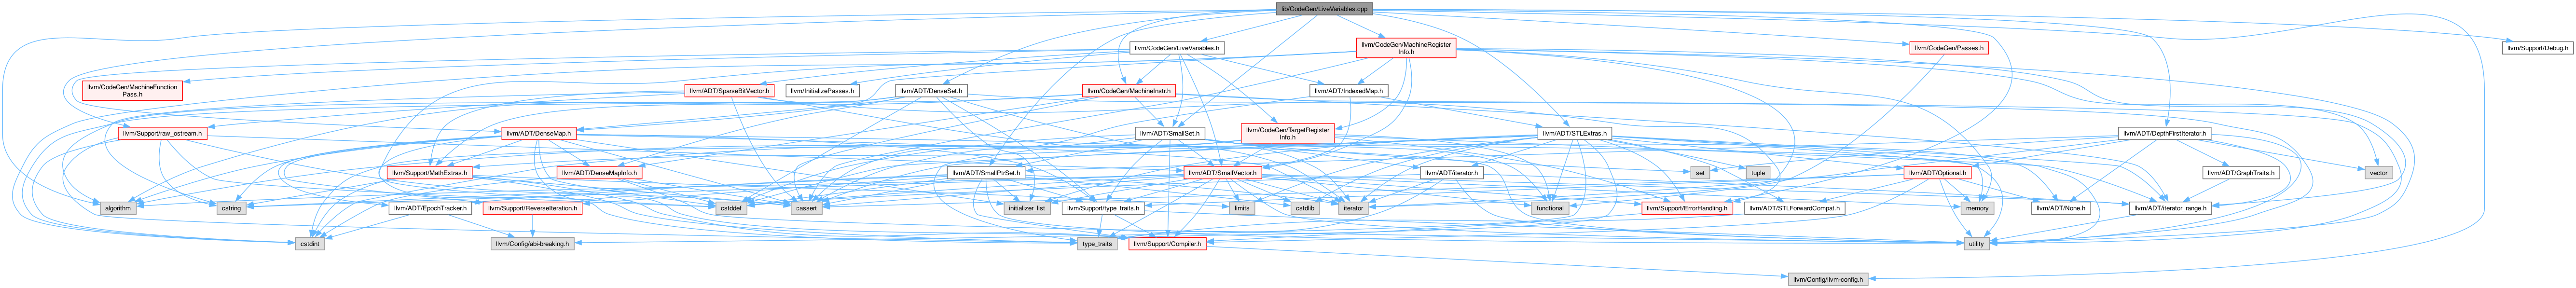 lib/CodeGen/LiveVariables.cpp
llvm/CodeGen/LiveVariables.h
llvm/CodeGen/MachineRegister
Info.h
llvm/CodeGen/Passes.h
llvm/Support/Debug.h
llvm/CodeGen/MachineFunction
Pass.h
llvm/ADT/SparseBitVector.h
llvm/InitializePasses.h
llvm/ADT/DenseSet.h
llvm/CodeGen/MachineInstr.h
llvm/ADT/IndexedMap.h
llvm/Support/raw_ostream.h
llvm/ADT/DenseMap.h
llvm/ADT/SmallSet.h
llvm/CodeGen/TargetRegister
Info.h
llvm/ADT/STLExtras.h
llvm/ADT/DepthFirstIterator.h
llvm/Support/MathExtras.h
llvm/ADT/DenseMapInfo.h
llvm/ADT/SmallPtrSet.h
llvm/ADT/SmallVector.h
llvm/ADT/iterator.h
set
tuple
llvm/ADT/Optional.h
llvm/ADT/GraphTraits.h
vector
algorithm
cstring
llvm/ADT/EpochTracker.h
llvm/Support/ReverseIteration.h
cstddef
cassert
initializer_list
llvm/Support/type_traits.h
limits
cstdlib
iterator
functional
llvm/Support/ErrorHandling.h
llvm/ADT/STLForwardCompat.h
memory
llvm/ADT/None.h
llvm/ADT/iterator_range.h
cstdint
llvm/Config/abi-breaking.h
type_traits
llvm/Support/Compiler.h
utility
llvm/Config/llvm-config.h